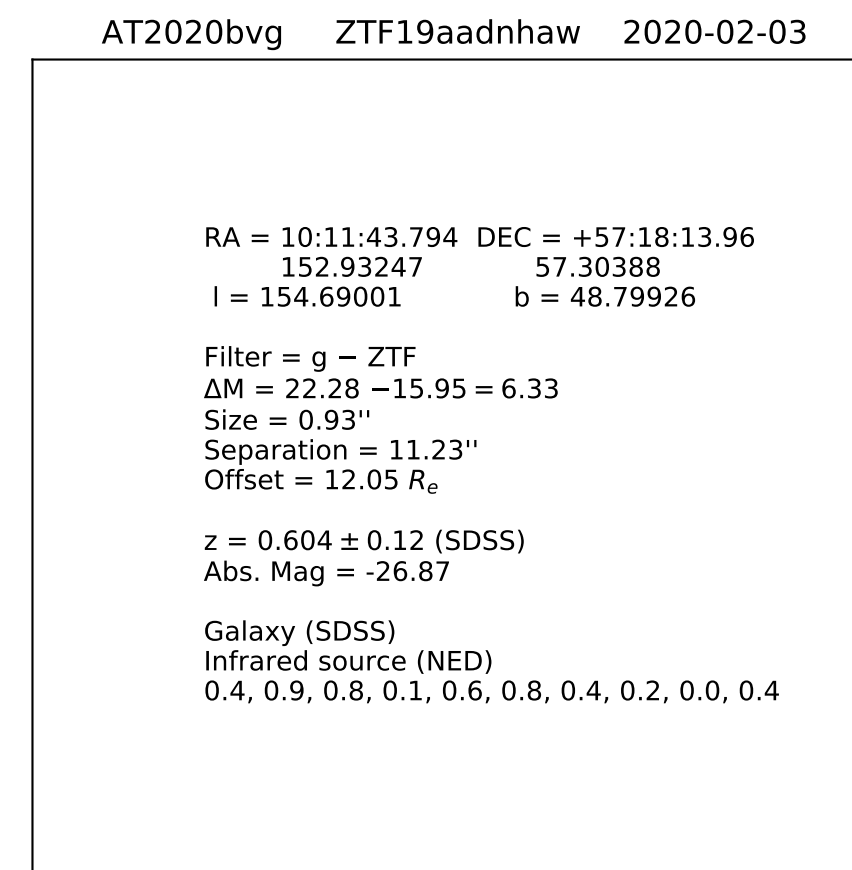 AT2020bvg ZTF19aadnhaw 2020-02-03
RA = 10:11:43.794 DEC = +57:18:13.96
152.93247 57.30388
l = 154.69001 b = 48.79926
Filter = g − ZTF
ΔM = 22.28 −15.95 = 6.33
Size = 0.93''
Separation = 11.23''
Offset = 12.05 Rₑ
z = 0.604 ± 0.12 (SDSS)
Abs. Mag = -26.87
Galaxy (SDSS)
Infrared source (NED)
0.4, 0.9, 0.8, 0.1, 0.6, 0.8, 0.4, 0.2, 0.0, 0.4